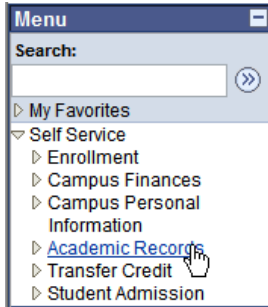 Menu
Search:
My Favorites
Self Service
Enrollment
Campus Finances
Campus Personal
Information
Academic Records
Transfer Credit
Student Admission